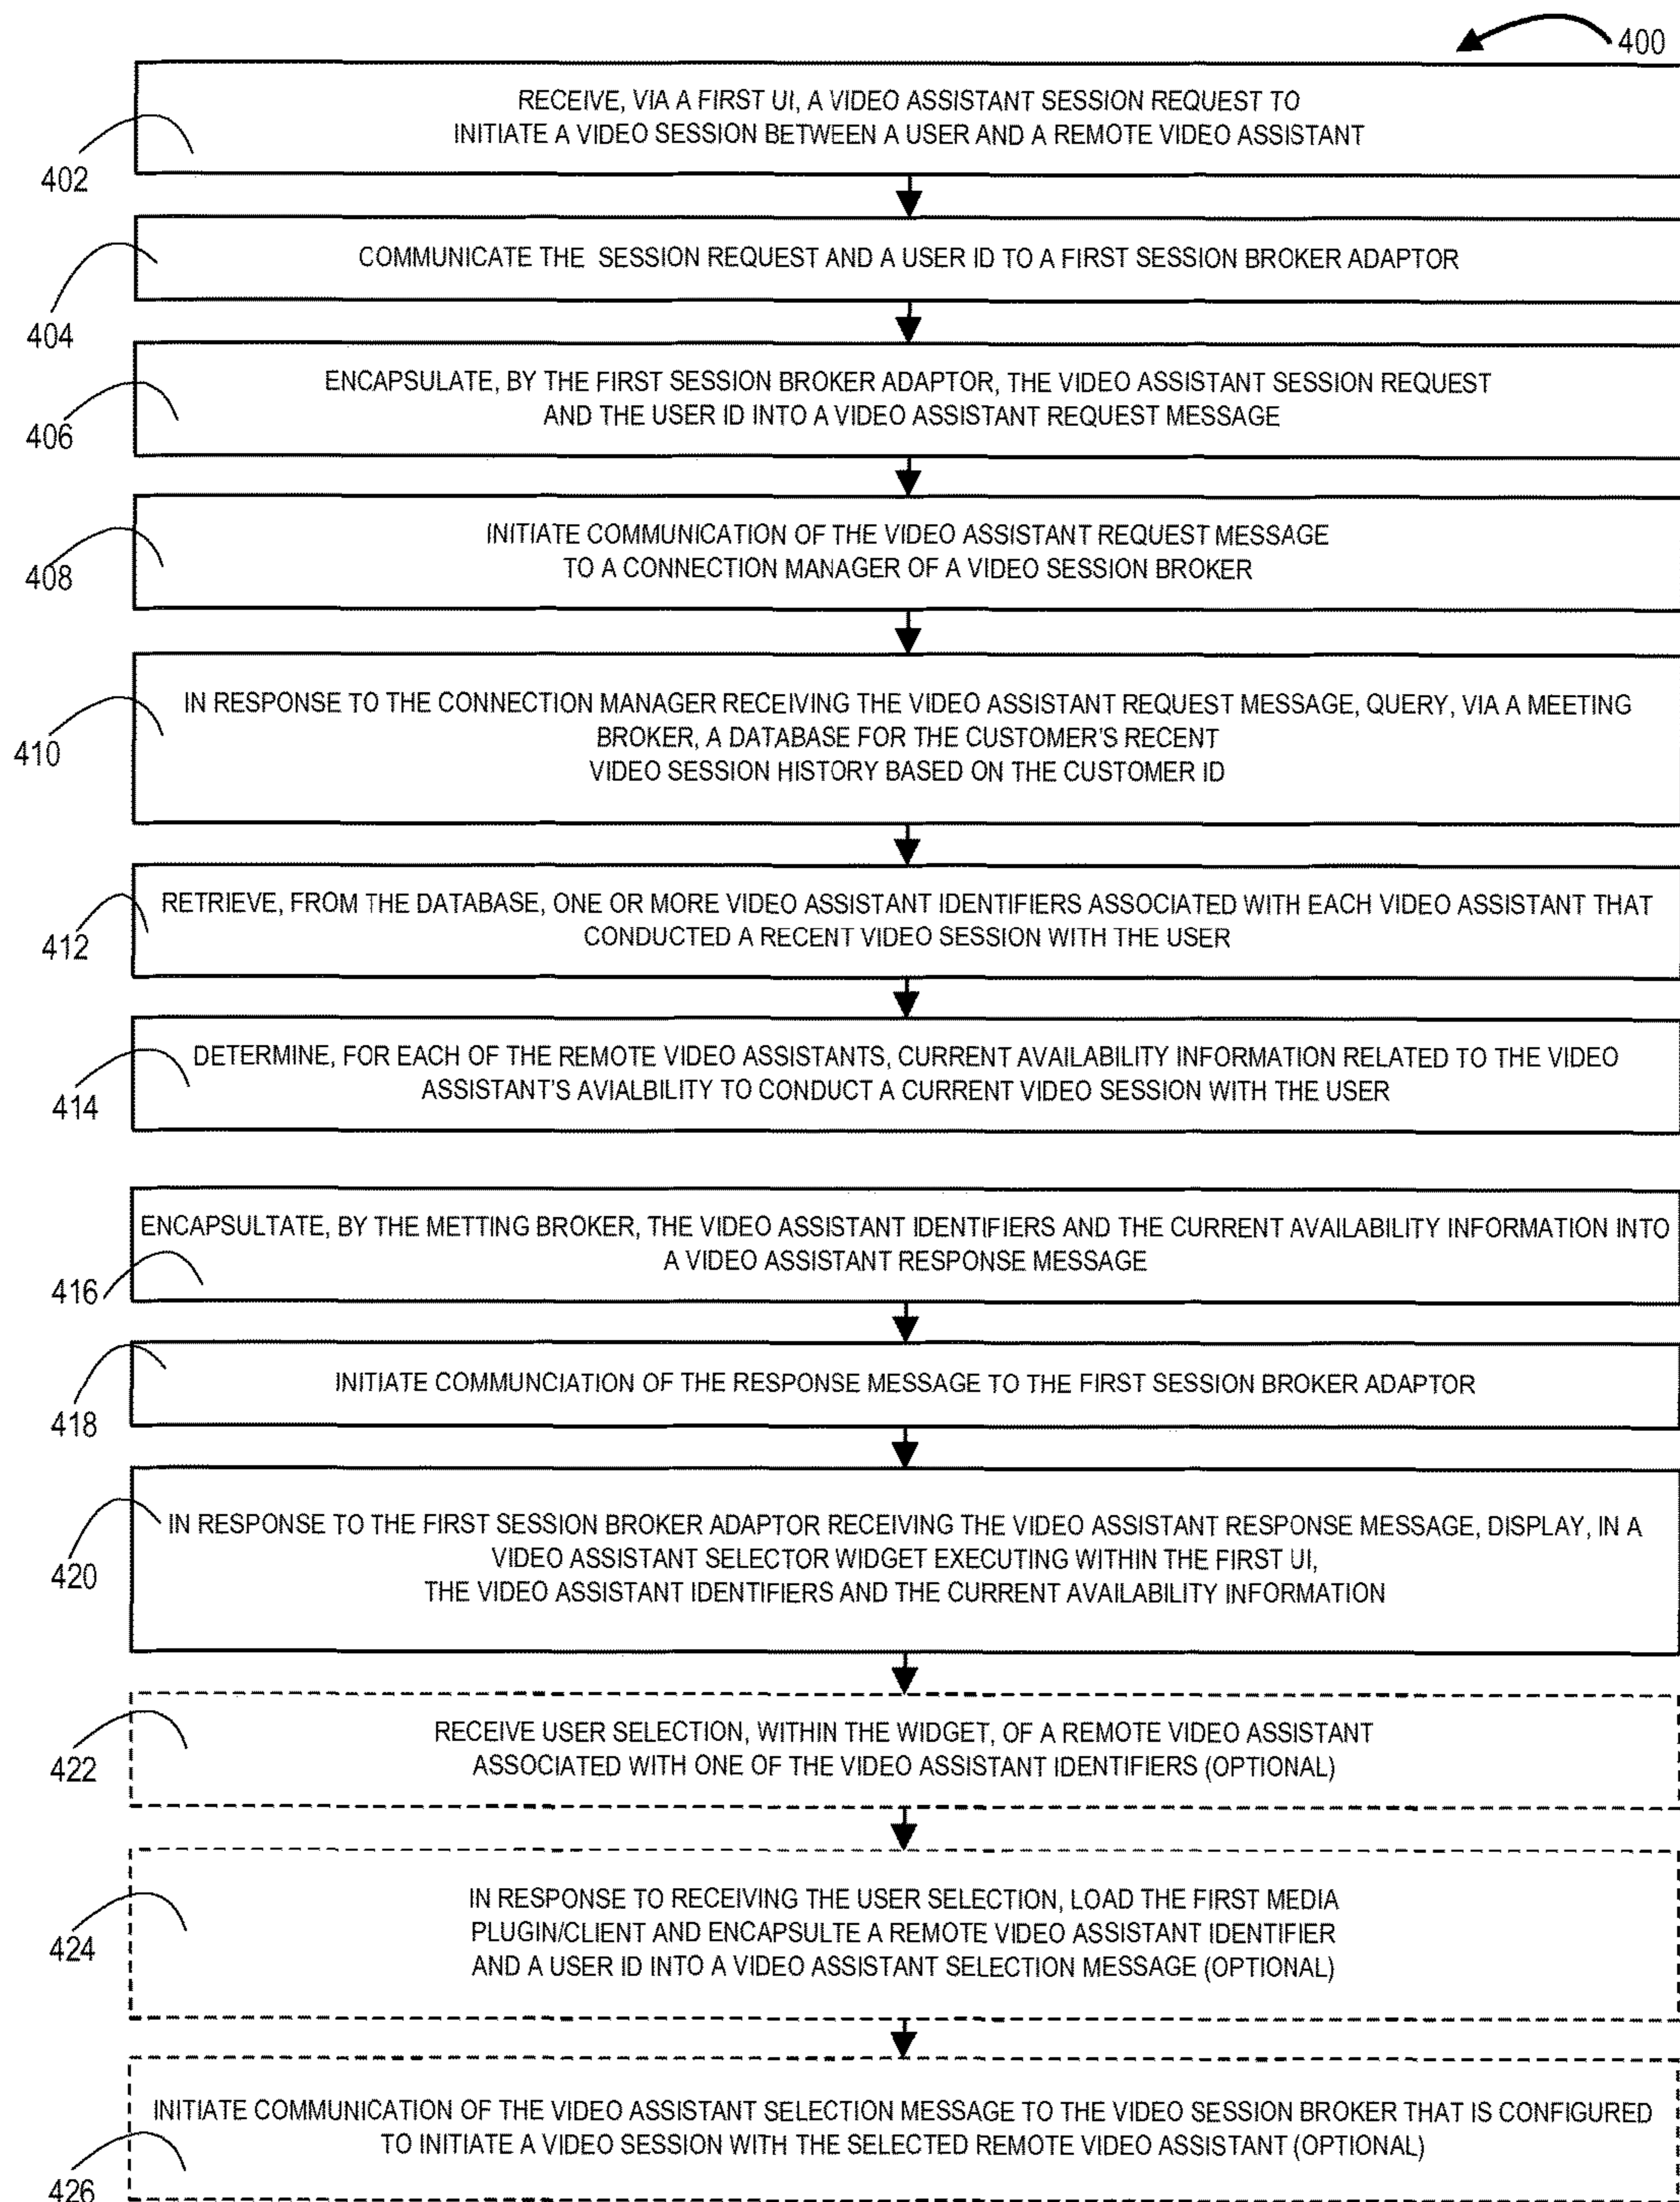 400
RECEIVE, VIA A FIRST UI, A VIDEO ASSISTANT SESSION REQUEST TO
INITIATE A VIDEO SESSION BETWEEN A USER AND A REMOTE VIDEO ASSISTANT
402
COMMUNICATE THE SESSION REQUEST AND A USER ID TO A FIRST SESSION BROKER ADAPTOR
404
ENCAPSULATE, BY THE FIRST SESSION BROKER ADAPTOR, THE VIDEO ASSISTANT SESSION REQUEST
AND THE USER ID INTO A VIDEO ASSISTANT REQUEST MESSAGE
406
INITIATE COMMUNICATION OF THE VIDEO ASSISTANT REQUEST MESSAGE
TO A CONNECTION MANAGER OF A VIDEO SESSION BROKER
408
IN RESPONSE TO THE CONNECTION MANAGER RECEIVING THE VIDEO ASSISTANT REQUEST MESSAGE, QUERY, VIA A MEETING
BROKER, A DATABASE FOR THE CUSTOMER'S RECENT
VIDEO SESSION HISTORY BASED ON THE CUSTOMER ID
410
RETRIEVE, FROM THE DATABASE, ONE OR MORE VIDEO ASSISTANT IDENTIFIERS ASSOCIATED WITH EACH VIDEO ASSISTANT THAT
CONDUCTED A RECENT VIDEO SESSION WITH THE USER
412
DETERMINE, FOR EACH OF THE REMOTE VIDEO ASSISTANTS, CURRENT AVAILABILITY INFORMATION RELATED TO THE VIDEO
ASSISTANT'S AVIALBILITY TO CONDUCT A CURRENT VIDEO SESSION WITH THE USER
414
ENCAPSULTATE, BY THE METTING BROKER, THE VIDEO ASSISTANT IDENTIFIERS AND THE CURRENT AVAILABILITY INFORMATION INTO
A VIDEO ASSISTANT RESPONSE MESSAGE
416
INITIATE COMMUNCIATION OF THE RESPONSE MESSAGE TO THE FIRST SESSION BROKER ADAPTOR
418
IN RESPONSE TO THE FIRST SESSION BROKER ADAPTOR RECEIVING THE VIDEO ASSISTANT RESPONSE MESSAGE, DISPLAY, IN A
VIDEO ASSISTANT SELECTOR WIDGET EXECUTING WITHIN THE FIRST UI,
THE VIDEO ASSISTANT IDENTIFIERS AND THE CURRENT AVAILABILITY INFORMATION
420
RECEIVE USER SELECTION, WITHIN THE WIDGET, OF A REMOTE VIDEO ASSISTANT
ASSOCIATED WITH ONE OF THE VIDEO ASSISTANT IDENTIFIERS (OPTIONAL)
422
IN RESPONSE TO RECEIVING THE USER SELECTION, LOAD THE FIRST MEDIA
PLUGIN/CLIENT AND ENCAPSULTE A REMOTE VIDEO ASSISTANT IDENTIFIER
AND A USER ID INTO A VIDEO ASSISTANT SELECTION MESSAGE (OPTIONAL)
424
INITIATE COMMUNICATION OF THE VIDEO ASSISTANT SELECTION MESSAGE TO THE VIDEO SESSION BROKER THAT IS CONFIGURED
TO INITIATE A VIDEO SESSION WITH THE SELECTED REMOTE VIDEO ASSISTANT (OPTIONAL)
426